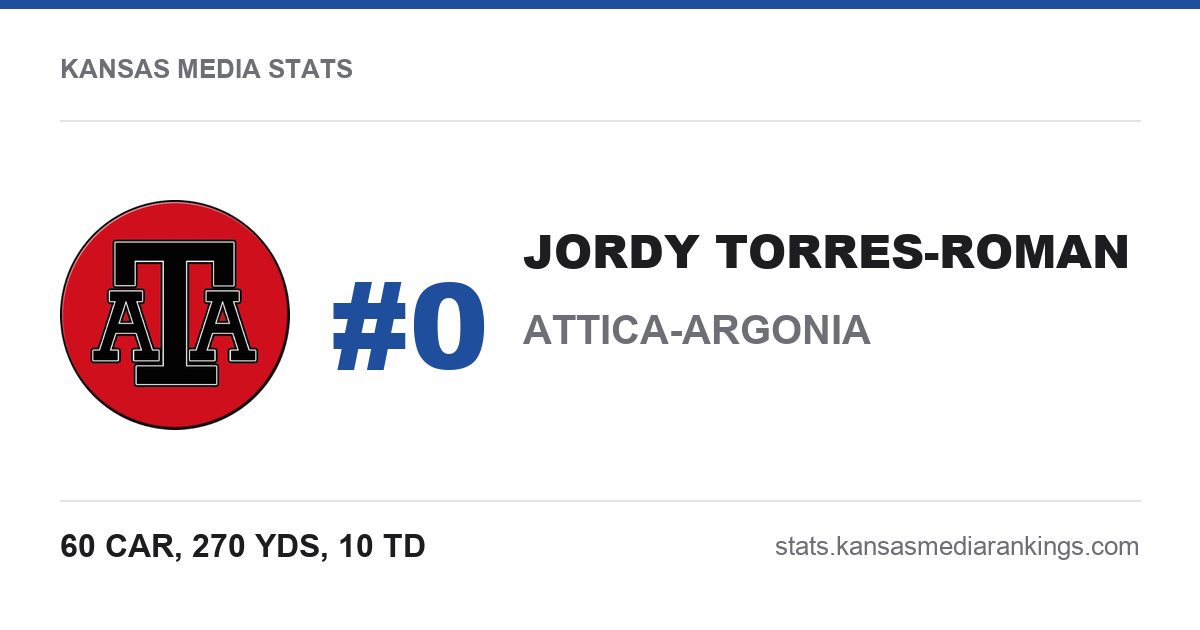 KANSAS MEDIA STATS
ATA
#0
JORDY TORRES-ROMAN
ATTICA-ARGONIA
60 CAR, 270 YDS, 10 TD
stats.kansasmediarankings.com